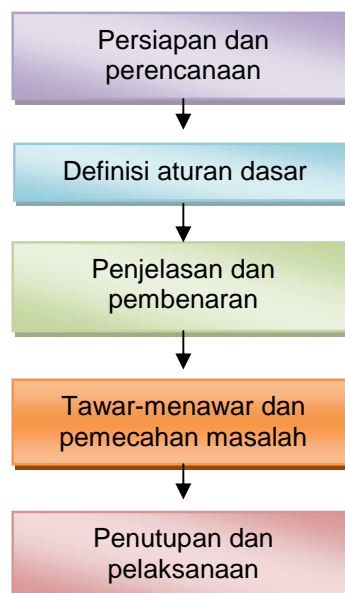 Persiapan dan
perencanaan
Definisi aturan dasar
Penjelasan dan
pembenaran
Tawar-menawar dan
pemecahan masalah
Penutupan dan
pelaksanaan